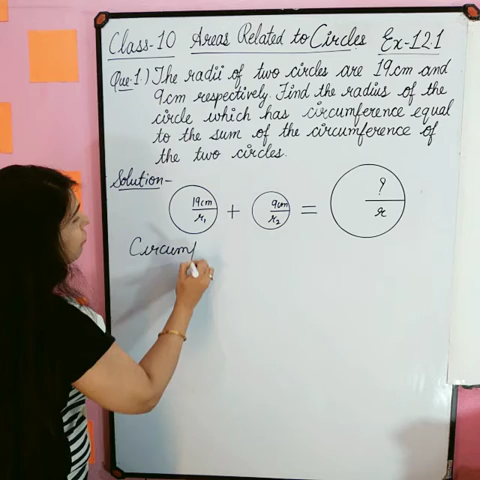 Class-10 Areas Related to Circles Ex-12.1
Que.1.) The radii of two circles are 19cm and
9cm respectively. Find the radius of the
circle which has circumference equal
to the sum of the circumference of
the two circles.
Solution-
19cm r₁ + 9cm r₂ = ? r
Circumf